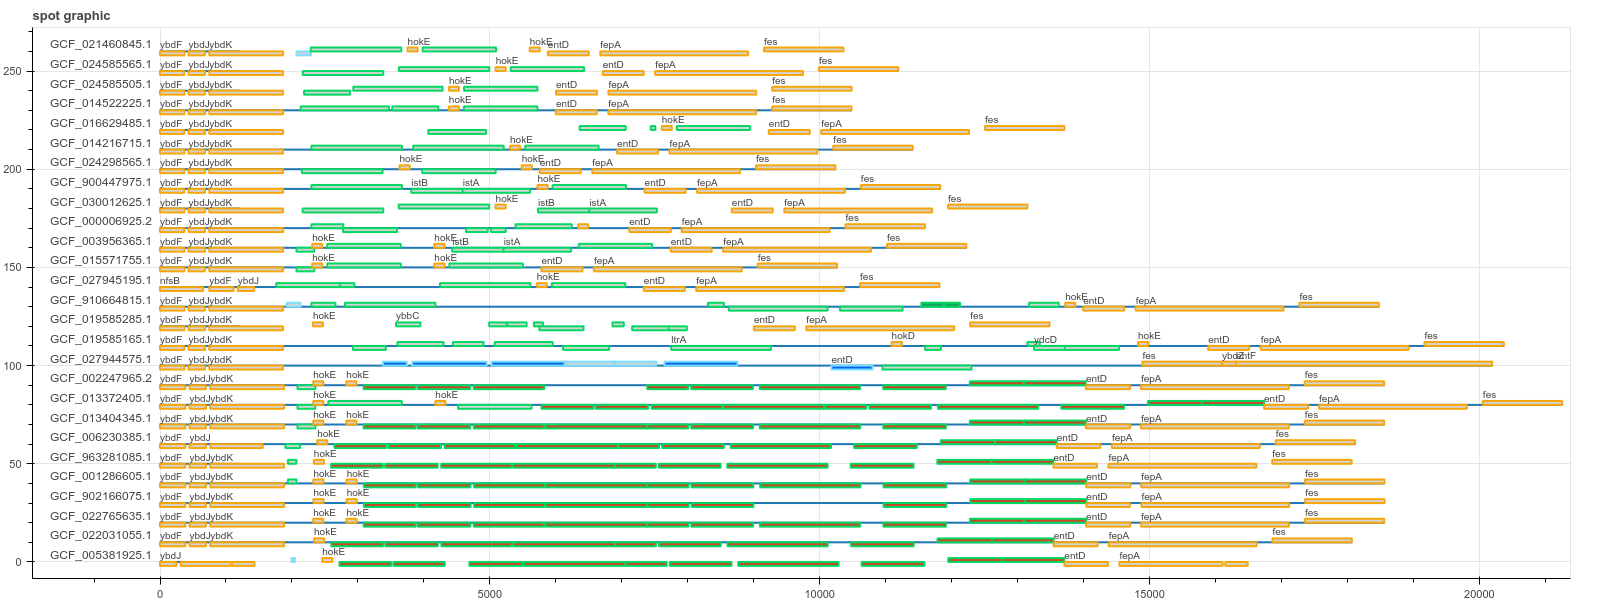 spot graphic
GCF_021460845.1 ybdF ybdJybdK hokE hokE entD fepA fes
250 GCF_024585565.1 ybdF ybdJybdK hokE entD fepA fes
GCF_024585505.1 ybdF ybdJybdK hokE entD fepA fes
GCF_014522225.1 ybdF ybdJybdK hokE entD fepA fes
GCF_016629485.1 ybdF ybdJybdK hokE entD fepA fes
GCF_014216715.1 ybdF ybdJybdK hokE entD fepA fes
200 GCF_024298565.1 ybdF ybdJybdK hokE hokE entD fepA fes
GCF_900447975.1 ybdF ybdJybdK istB istA hokE entD fepA fes
GCF_030012625.1 ybdF ybdJybdK hokE istB istA entD fepA fes
GCF_000006925.2 ybdF ybdJybdK entD fepA fes
GCF_003956365.1 ybdF ybdJybdK hokE hokE istB istA entD fepA fes
150 GCF_015571755.1 ybdF ybdJybdK hokE hokE entD fepA fes
GCF_027945195.1 nfsB ybdF ybdJ hokE entD fepA fes
GCF_910664815.1 ybdF ybdJybdK hokE entD fepA fes
GCF_019585285.1 ybdF ybdJybdK hokE ybbC entD fepA fes
GCF_019585165.1 ybdF ybdJybdK ltrA hokD ydcD hokE entD fepA fes
100 GCF_027944575.1 ybdF ybdJybdK entD fes ybdZ entF
GCF_002247965.2 ybdF ybdJybdK hokE hokE entD fepA fes
GCF_013372405.1 ybdF ybdJybdK hokE hokE entD fepA fes
GCF_013404345.1 ybdF ybdJybdK hokE hokE entD fepA fes
GCF_006230385.1 ybdF ybdJ hokE entD fepA fes
50 GCF_963281085.1 ybdF ybdJybdK hokE entD fepA fes
GCF_001286605.1 ybdF ybdJybdK hokE hokE entD fepA fes
GCF_902166075.1 ybdF ybdJybdK hokE hokE entD fepA fes
GCF_022765635.1 ybdF ybdJybdK hokE hokE entD fepA fes
GCF_022031055.1 ybdF ybdJybdK hokE entD fepA fes
0 GCF_005381925.1 ybdJ hokE entD fepA
0 5000 10000 15000 20000